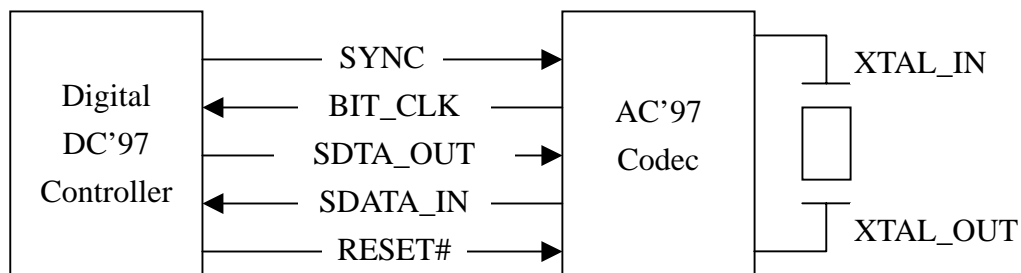 Digital
DC’97
Controller
SYNC
BIT_CLK
SDTA_OUT
SDATA_IN
RESET#
AC’97
Codec
XTAL_IN
XTAL_OUT